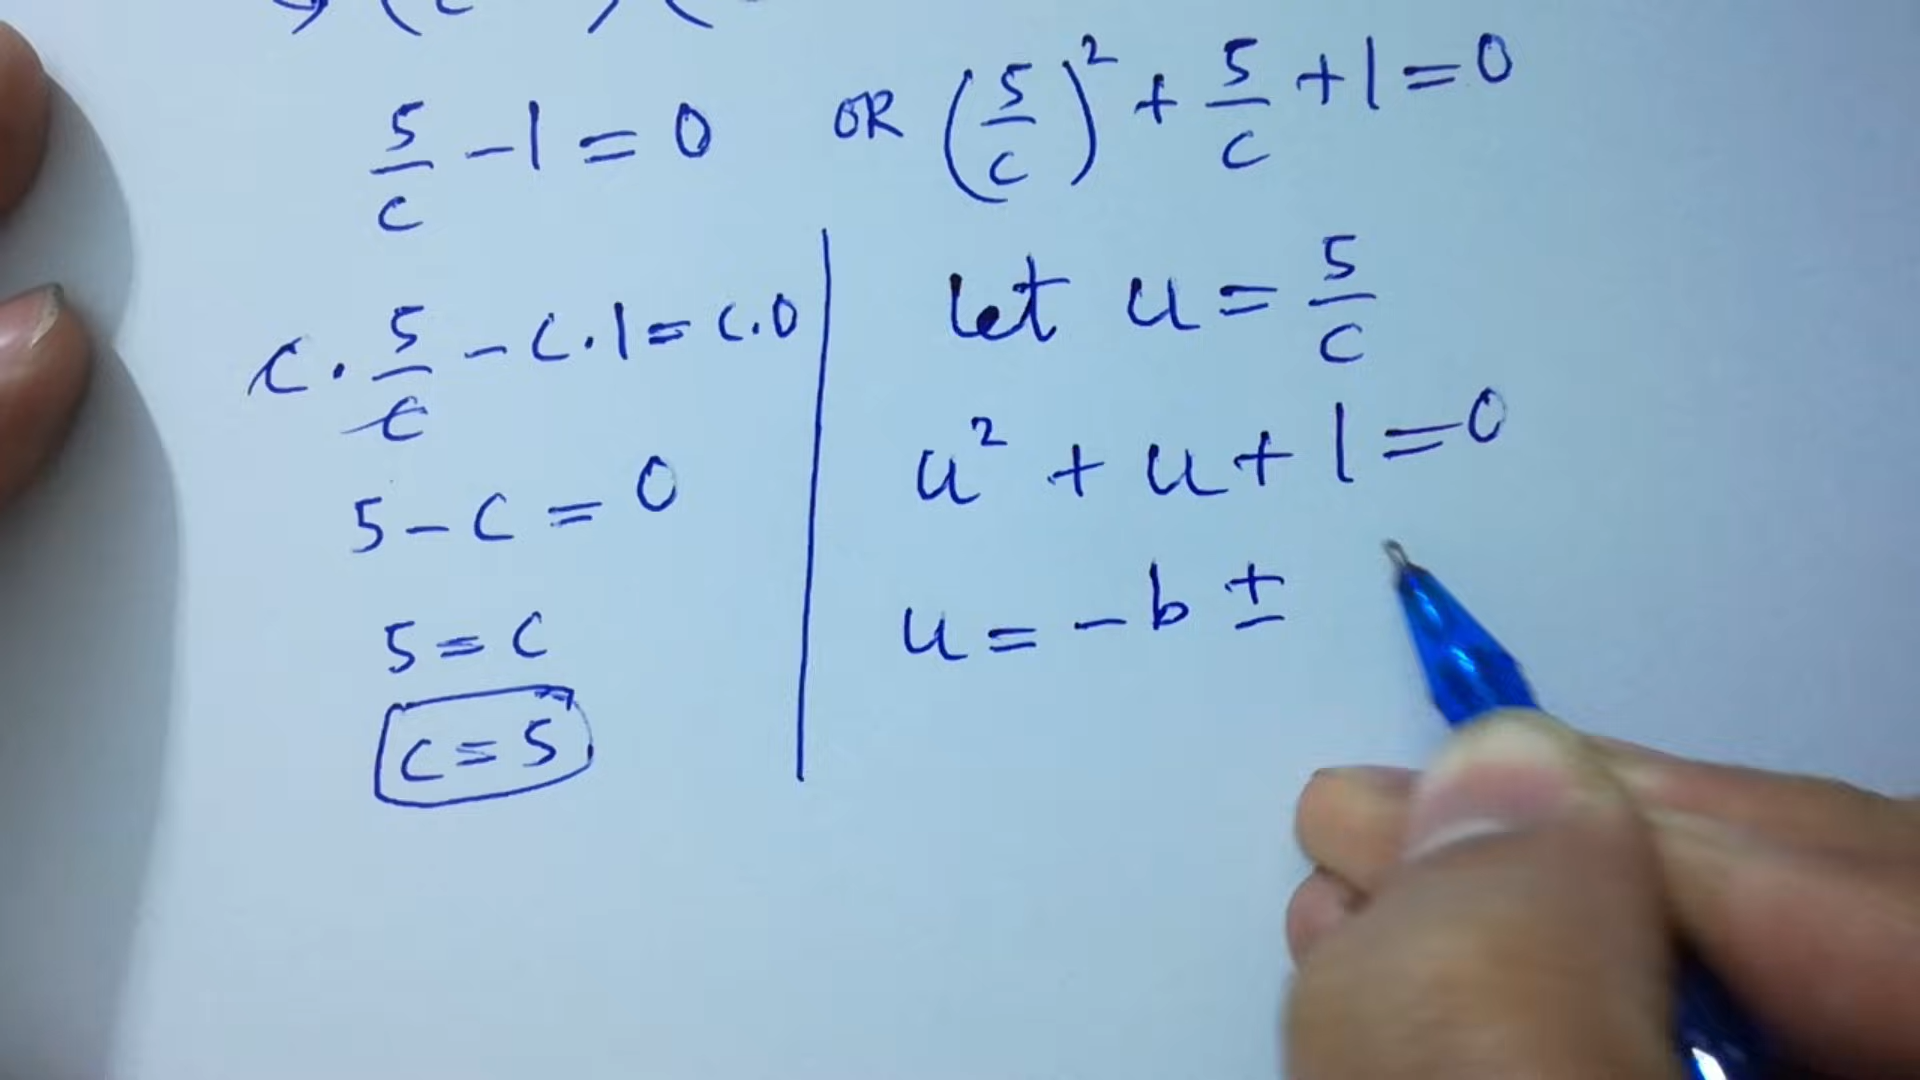 5/c - 1 = 0 OR (5/c)² + 5/c + 1 = 0
c · 5/c - c · 1 = c · 0
5 - c = 0
5 = c
c = 5
let u = 5/c
u² + u + 1 = 0
u = -b ±